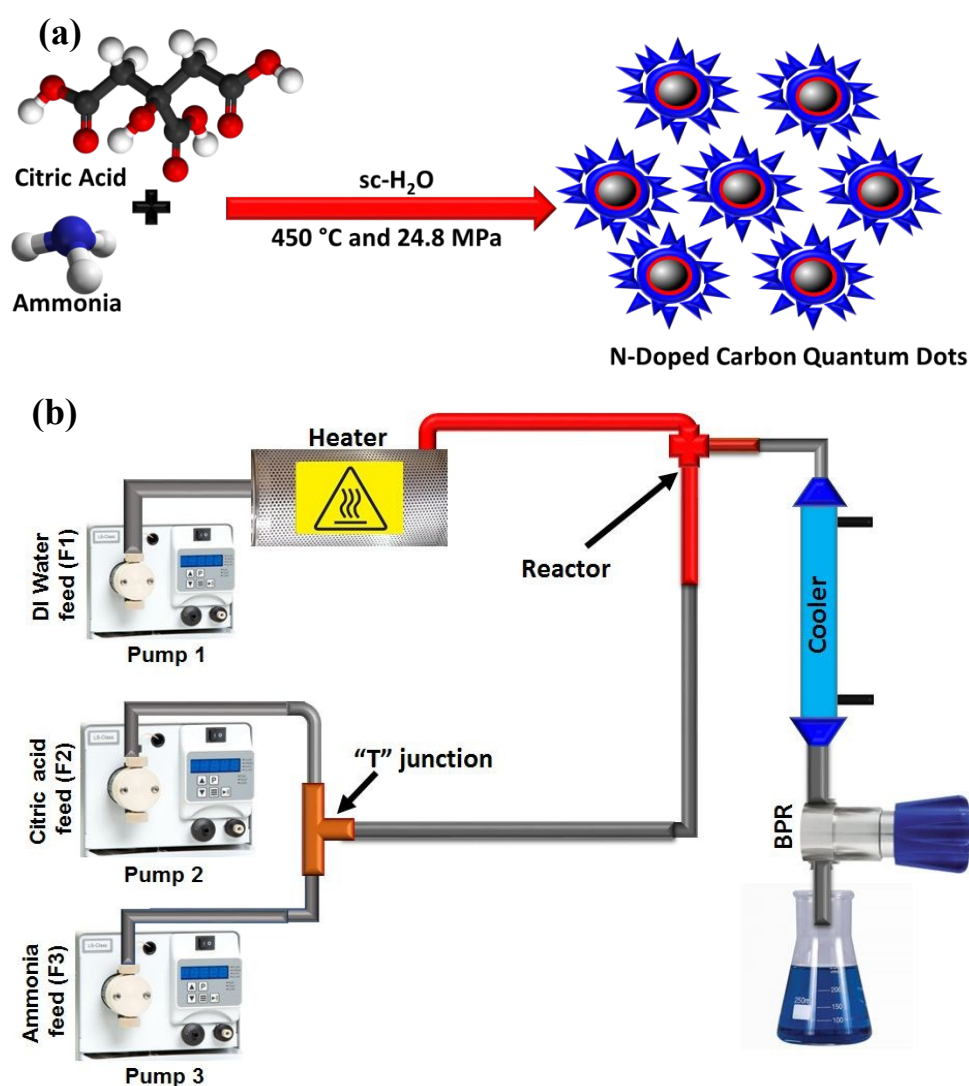 (a)
Citric Acid
Ammonia
sc-H₂O
450 °C and 24.8 MPa
N-Doped Carbon Quantum Dots
(b)
Heater
DI Water
feed (F1)
Pump 1
Reactor
Cooler
Citric acid
feed (F2)
"T" junction
Pump 2
BPR
Ammonia
feed (F3)
Pump 3
250ml